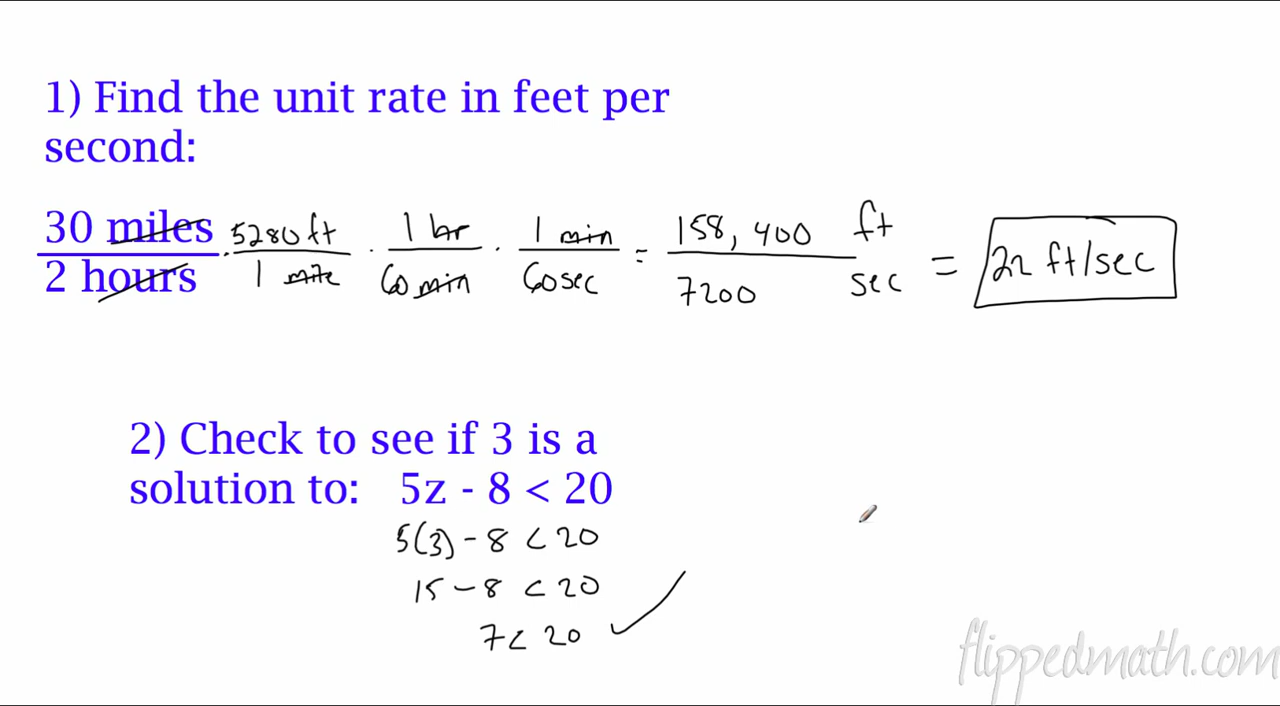 1) Find the unit rate in feet per
second:
30 miles / 2 hours · 5280 ft / 1 mile · 1 hr / 60 min · 1 min / 60 sec = 158,400 / 7200 ft / sec = 22 ft/sec
2) Check to see if 3 is a
solution to: 5z - 8 < 20
5(3) - 8 < 20
15 - 8 < 20
7 < 20 ✓
flippedmath.com